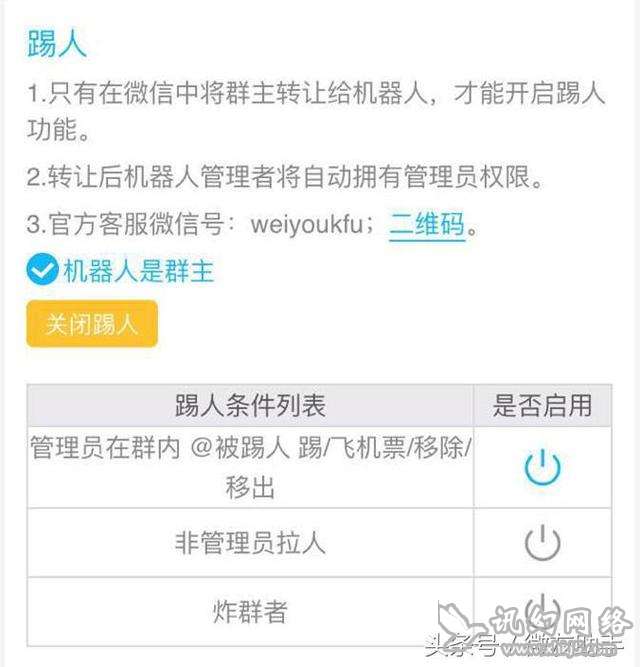 踢人
1.只有在微信中将群主转让给机器人，才能开启踢人
功能。
2.转让后机器人管理者将自动拥有管理员权限。
3.官方客服微信号：weiyoukfu；二维码。
机器人是群主
关闭踢人
踢人条件列表 是否启用
管理员在群内 @被踢人 踢/飞机票/移除/
移出
非管理员拉人
炸群者
讯幻网络
头条号